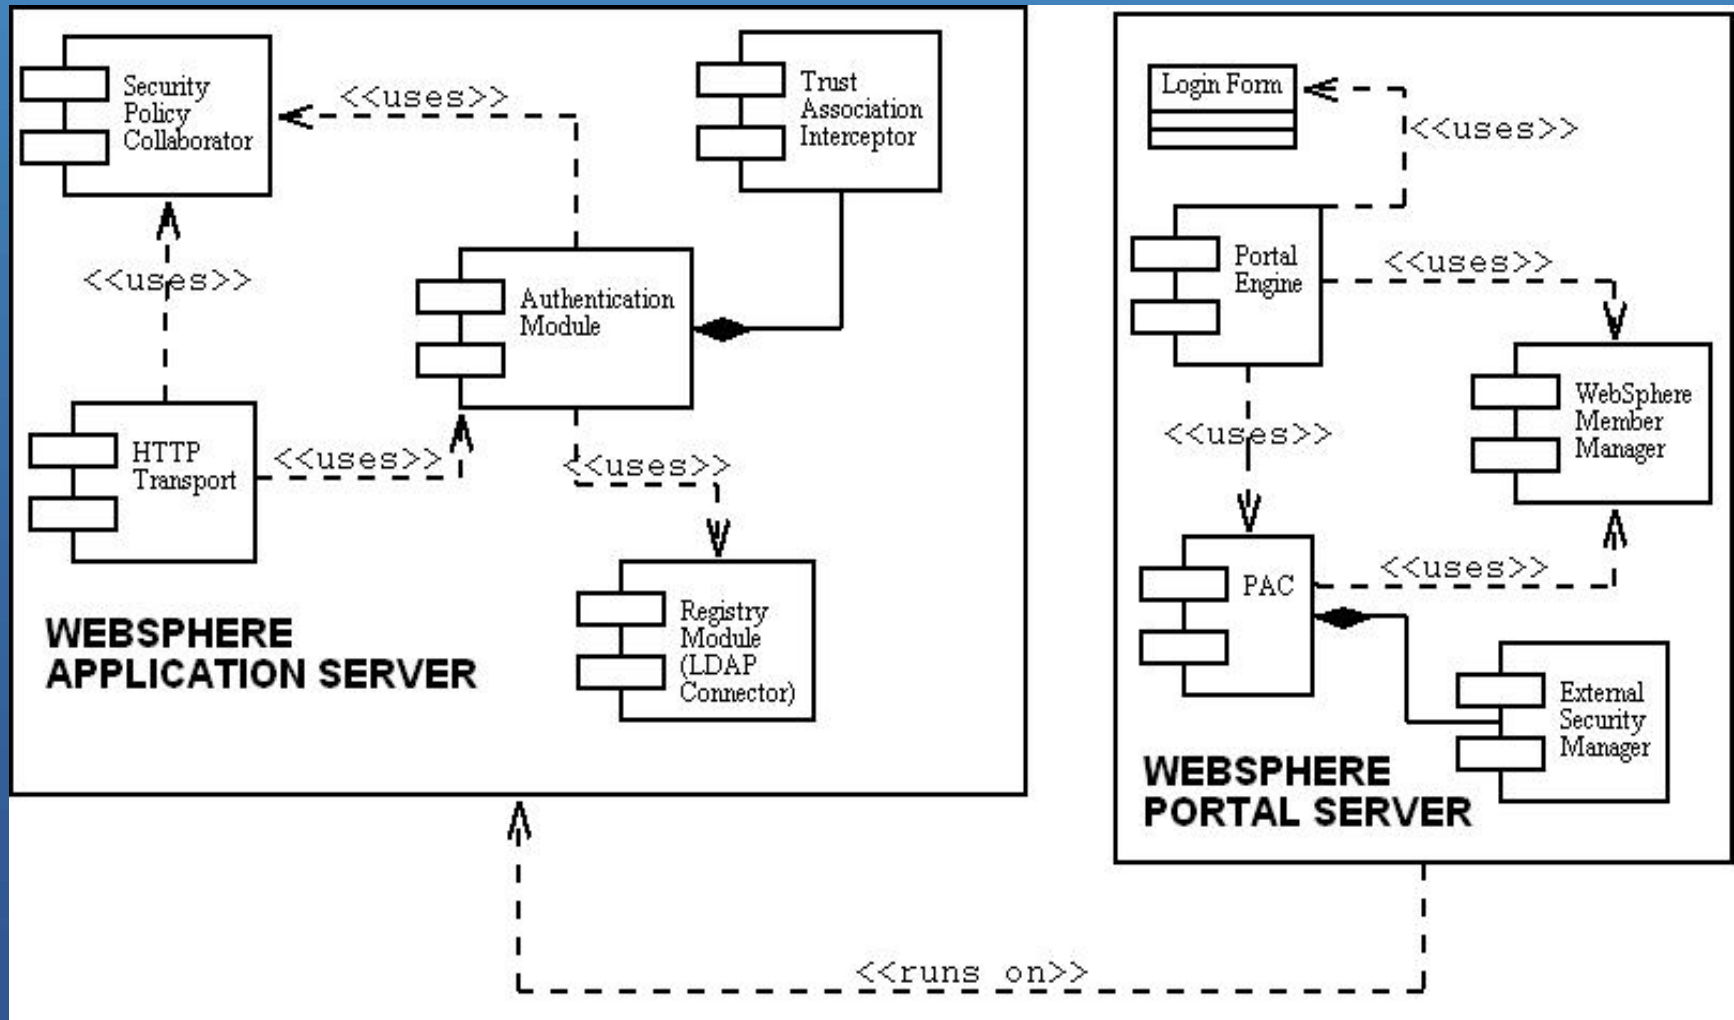 Security
Policy
Collaborator
<<uses>>
Trust
Association
Interceptor
<<uses>>
Authentication
Module
HTTP
Transport
<<uses>>
<<uses>>
Registry
Module
(LDAP
Connector)
WEBSPHERE
APPLICATION SERVER
Login Form
<<uses>>
Portal
Engine
<<uses>>
WebSphere
Member
Manager
<<uses>>
PAC
<<uses>>
External
Security
Manager
WEBSPHERE
PORTAL SERVER
<<runs on>>